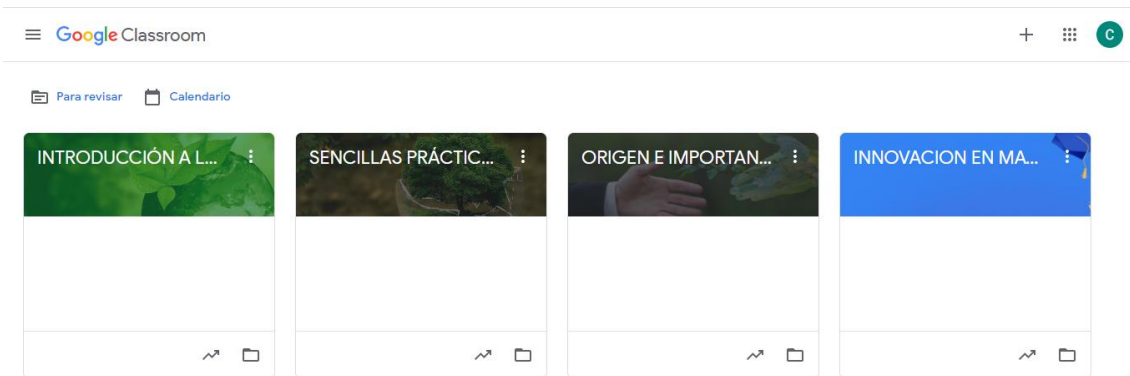 Google Classroom
C
Para revisar Calendario
INTRODUCCIÓN A L...
SENCILLAS PRÁCTIC...
ORIGEN E IMPORTAN...
INNOVACION EN MA...